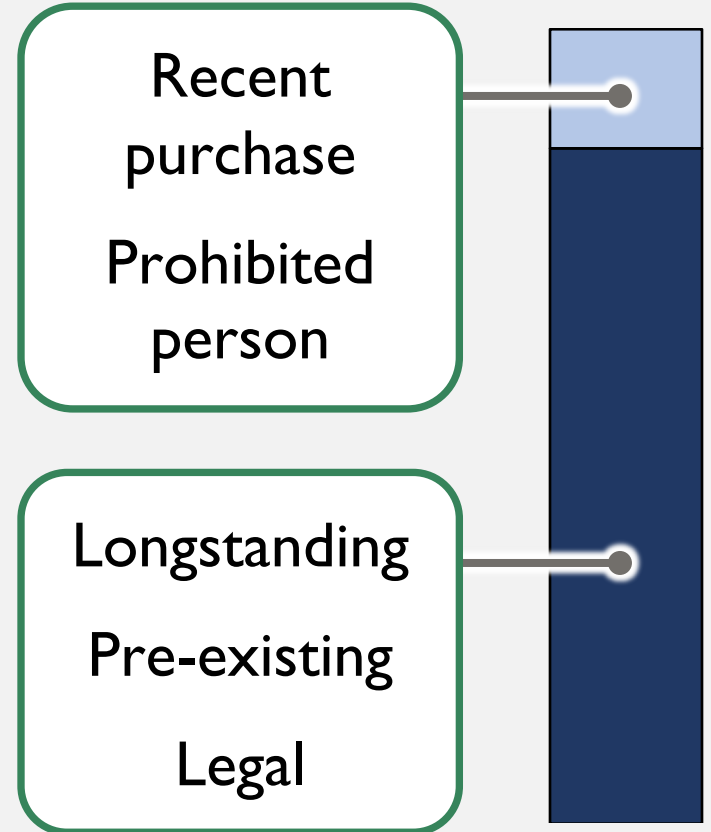 Recent
purchase
Prohibited
person
Longstanding
Pre-existing
Legal